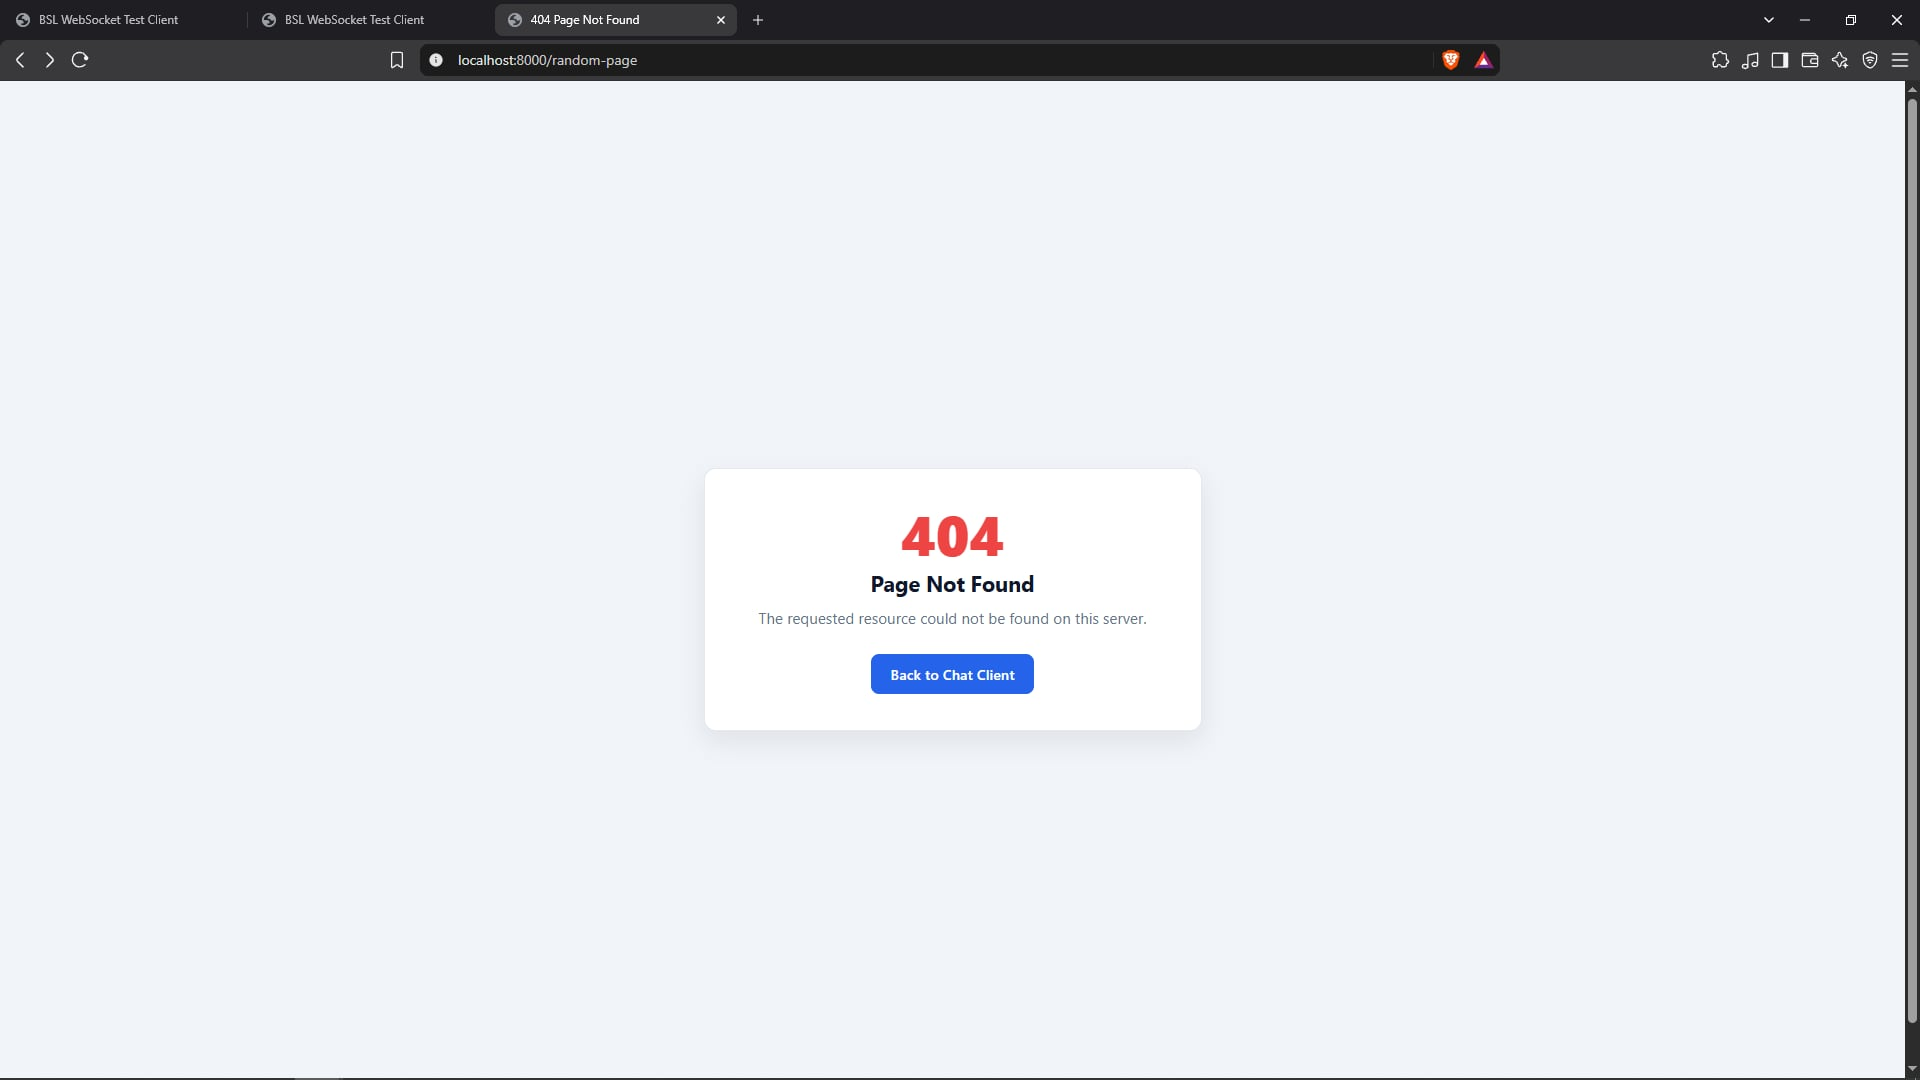 BSL WebSocket Test Client
BSL WebSocket Test Client
404 Page Not Found
localhost:8000/random-page
404
Page Not Found
The requested resource could not be found on this server.
Back to Chat Client